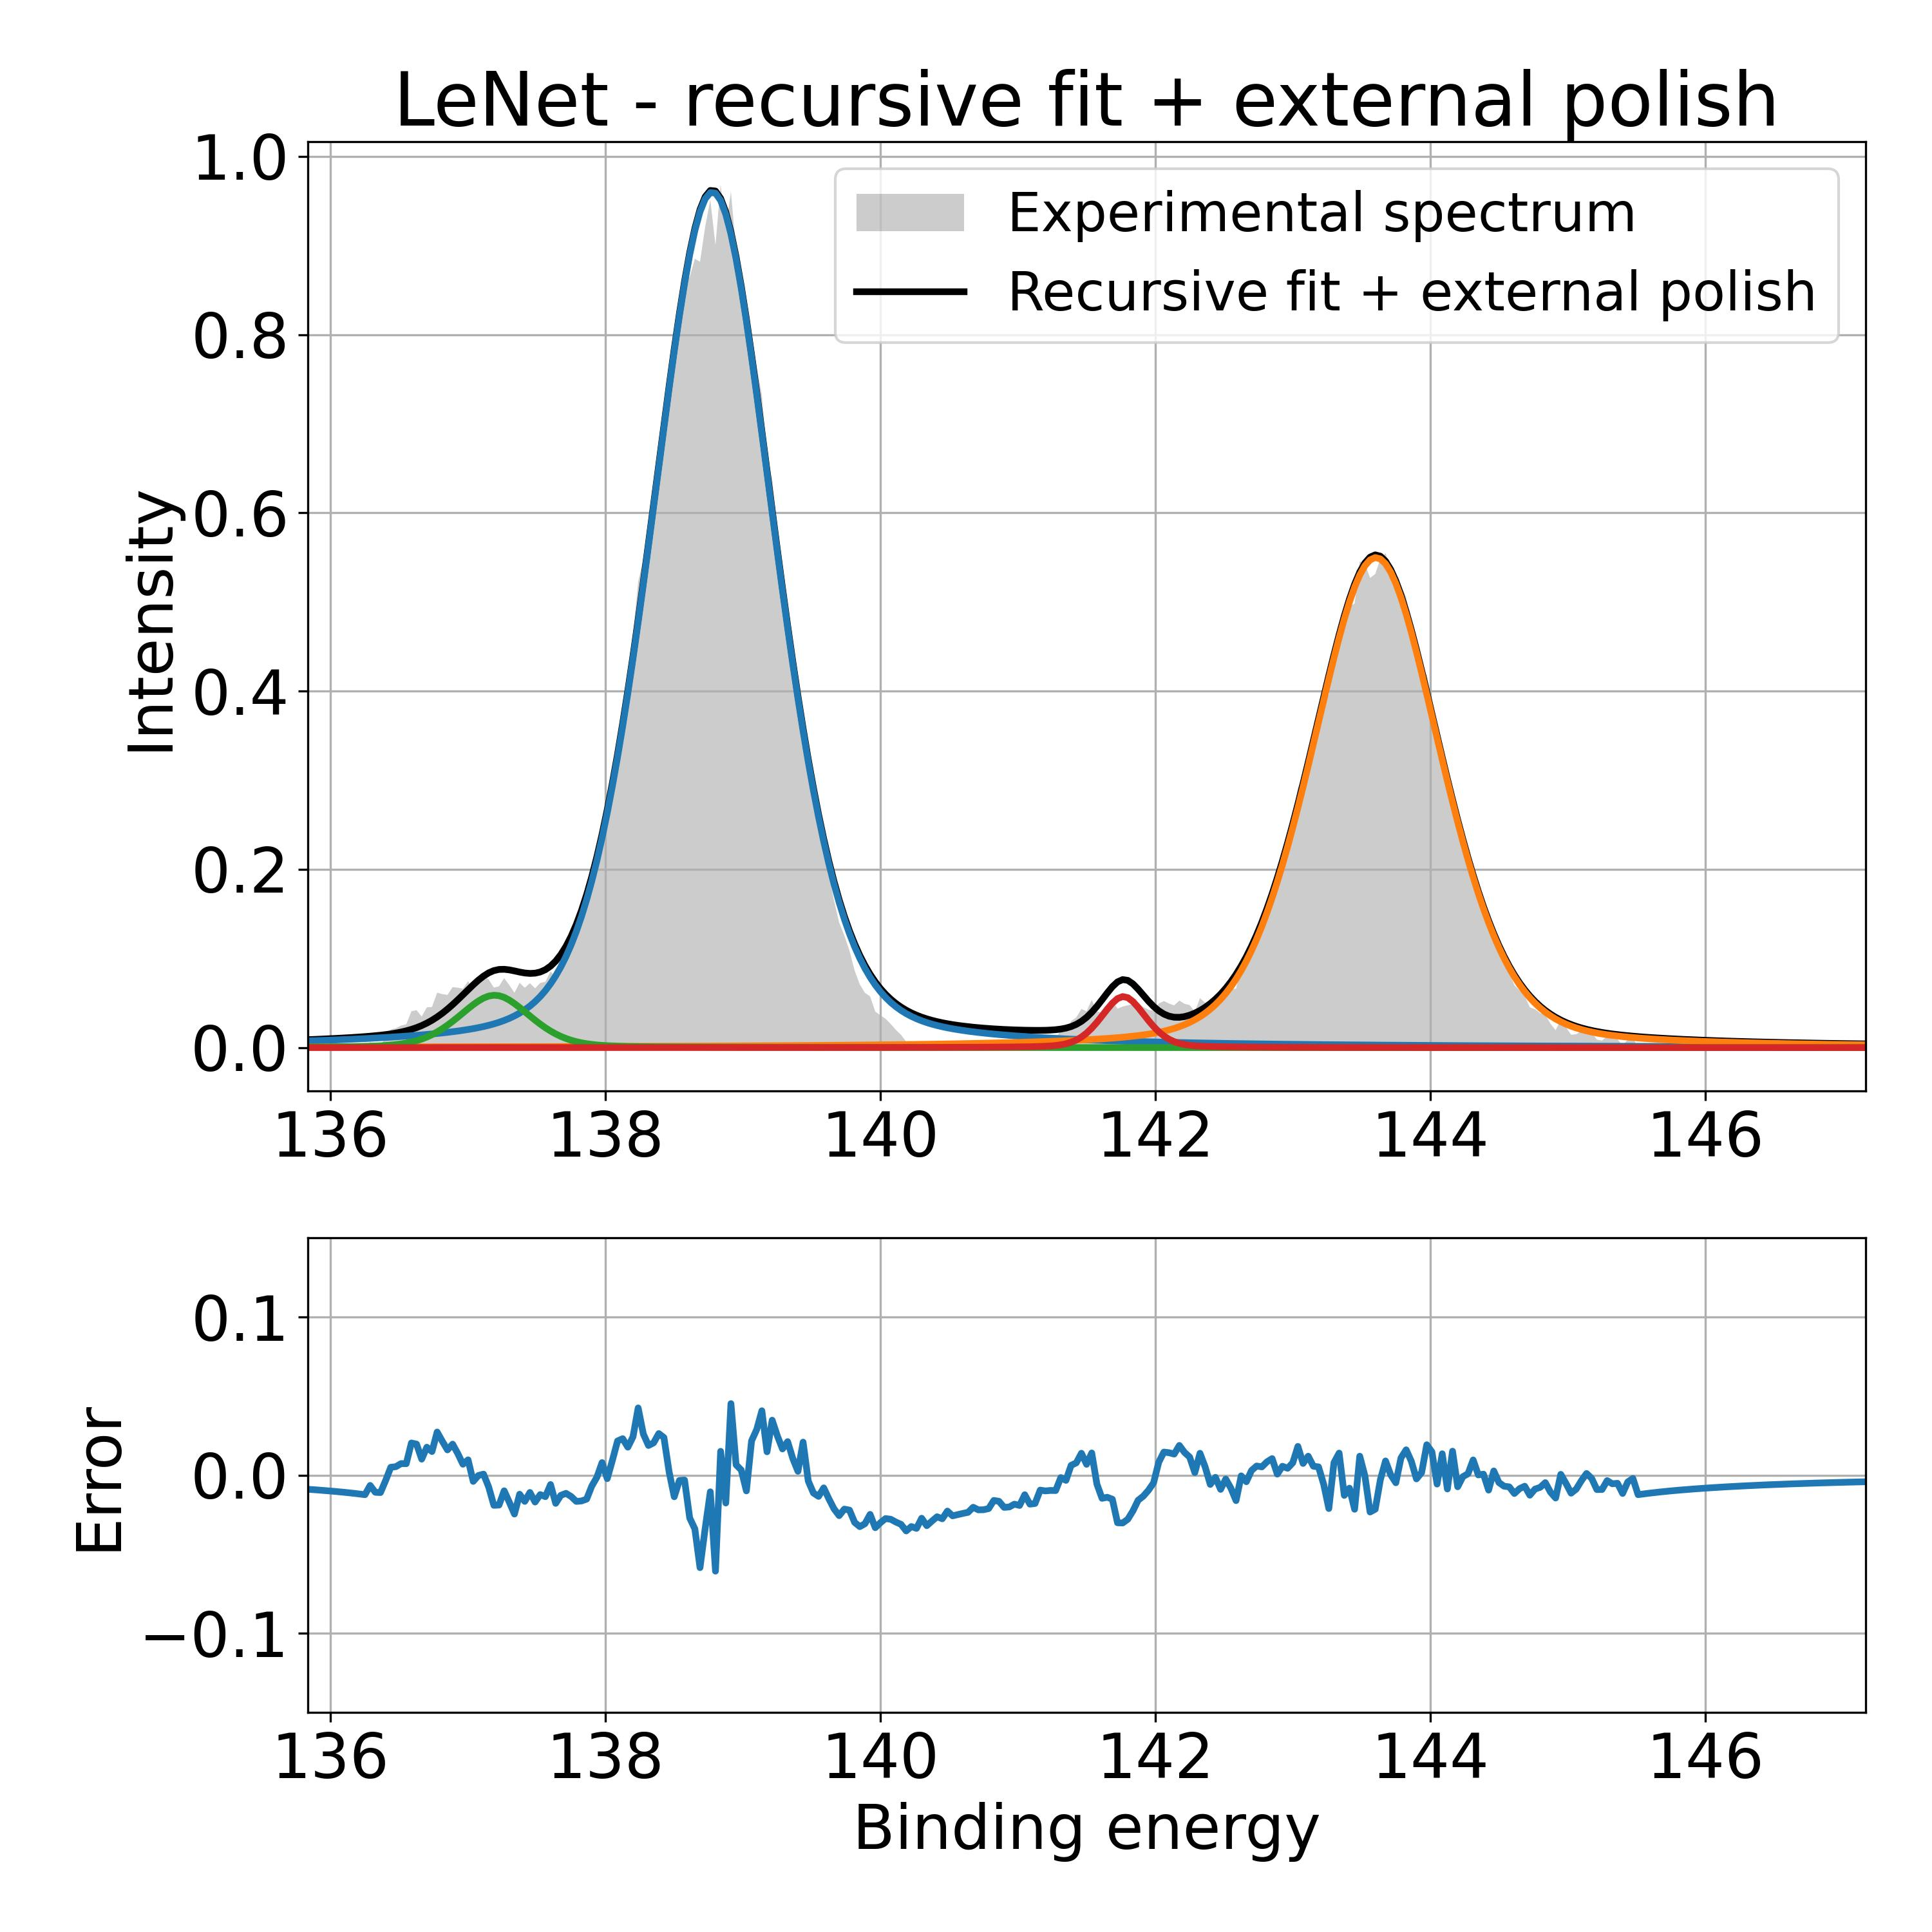 LeNet - recursive fit + external polish
1.0
0.8
0.6
0.4
0.2
0.0
Intensity
Experimental spectrum
Recursive fit + external polish
136 138 140 142 144 146
0.1
0.0
−0.1
Error
136 138 140 142 144 146
Binding energy